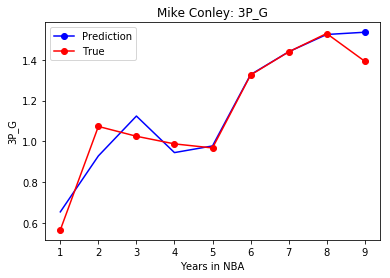 Mike Conley: 3P_G
Prediction
True
3P_G
1.4
1.2
1.0
0.8
0.6
1 2 3 4 5 6 7 8 9
Years in NBA